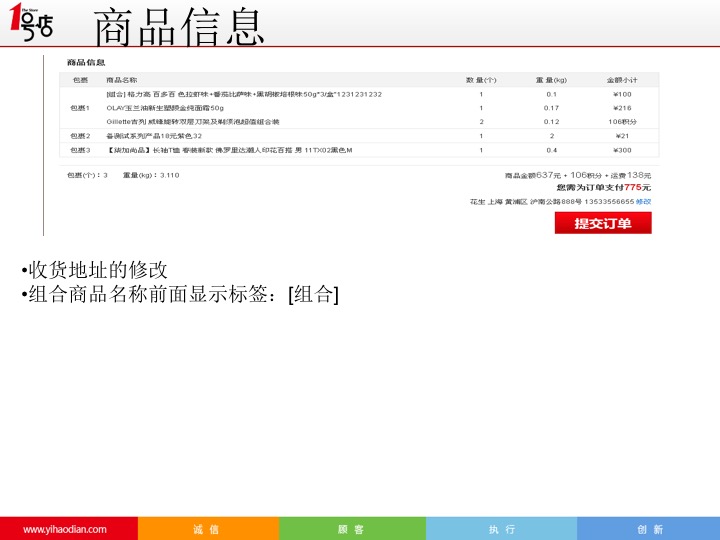 The Store
1号店
商品信息
商品信息
包裹 商品名称 数量(个) 重量(kg) 金额小计
[组合] 格力高 百多百 色拉虾味+番茄比萨味+黑胡椒培根味50g*3/盒*1231231232 1 0.1 ¥100
包裹1 OLAY玉兰油新生塑颜金纯面霜50g 1 0.17 ¥216
Gillette吉列 威锋旋转双层刀架及剃须泡超值组合装 2 0.12 106积分
包裹2 备测试系列产品18元紫色,32 1 2 ¥21
包裹3 【柒加尚品】长袖T恤 春装新款 佛罗里达潮人印花百搭 男 11TX02黑色,M 1 0.4 ¥300
包裹(个)：3 重量(kg)：3.110 商品金额637元 + 106积分 + 运费138元
您需为订单支付775元
花生 上海 黄浦区 沪南公路888号 13533556655 修改
提交订单
•收货地址的修改
•组合商品名称前面显示标签：[组合]
www.yihaodian.com 诚 信 顾 客 执 行 创 新